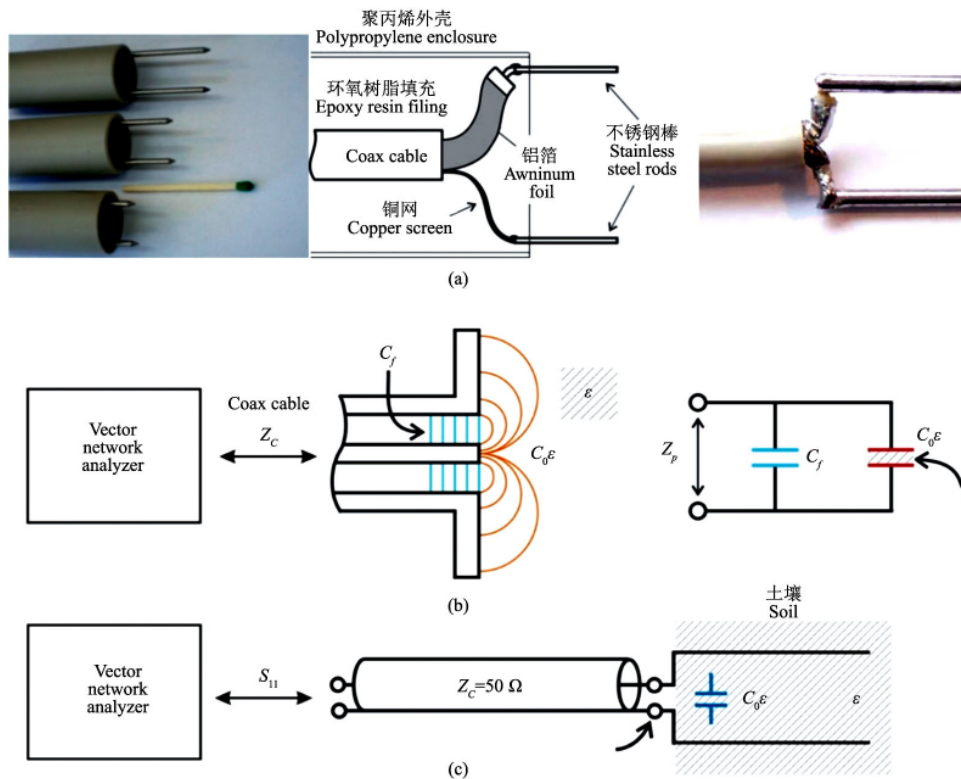 聚丙烯外壳
Polypropylene enclosure
环氧树脂填充
Epoxy resin filing
Coax cable
铝箔
Awninum
foil
铜网
Copper screen
不锈钢棒
Stainless
steel rods
(a)
Vector
network
analyzer
Coax cable
Z_C
C_f
ε
C_0ε
Z_p
C_f
C_0ε
(b)
Vector
network
analyzer
S_11
Z_C=50 Ω
土壤
Soil
C_0ε
ε
(c)